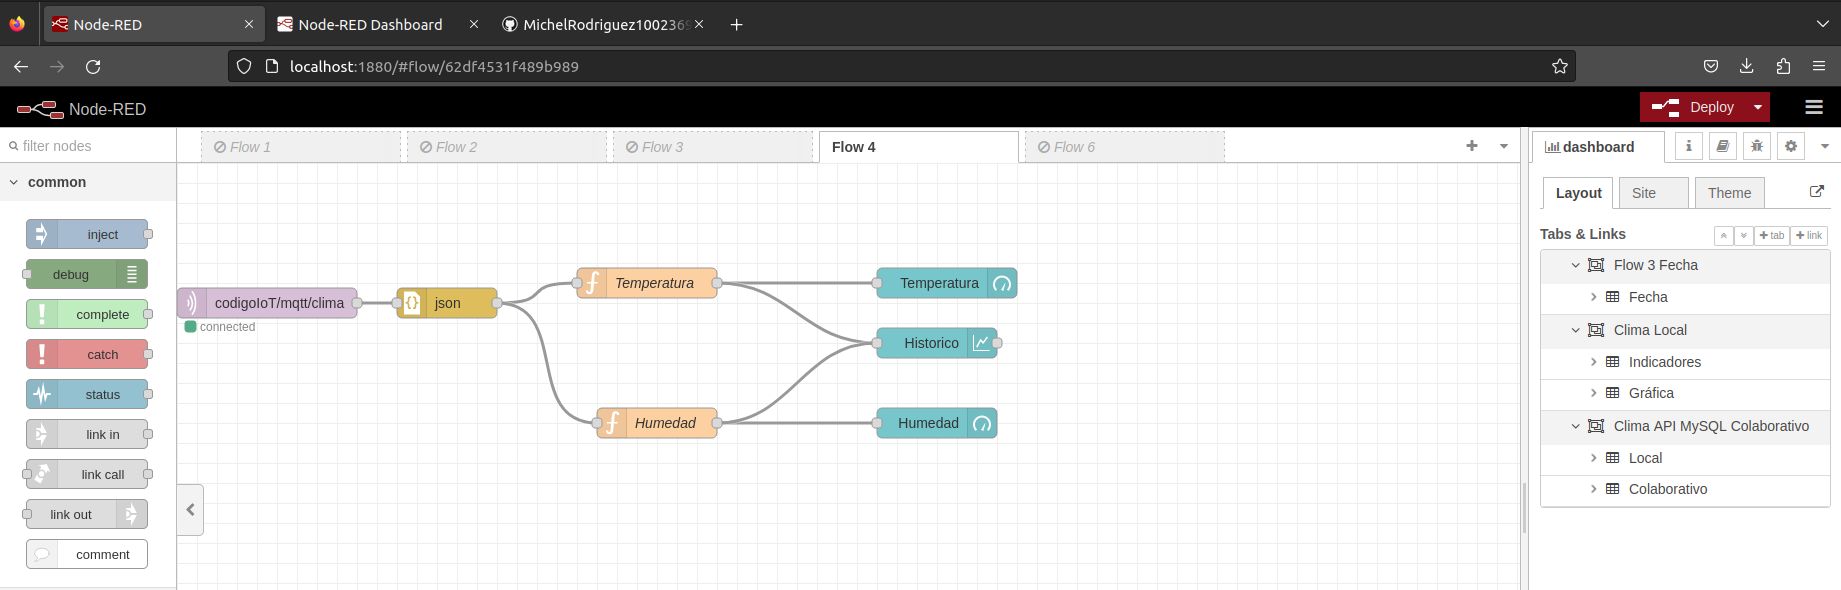 Node-RED
Node-RED Dashboard
MichelRodriguez100236
localhost:1880/#flow/62df4531f489b989
Node-RED
Deploy
filter nodes
Flow 1
Flow 2
Flow 3
Flow 4
Flow 6
dashboard
common
inject
debug
complete
catch
status
link in
link call
link out
comment
codigoIoT/mqtt/clima
connected
json
Temperatura
Humedad
Temperatura
Historico
Humedad
Layout
Site
Theme
Tabs & Links
tab
link
Flow 3 Fecha
Fecha
Clima Local
Indicadores
Gráfica
Clima API MySQL Colaborativo
Local
Colaborativo